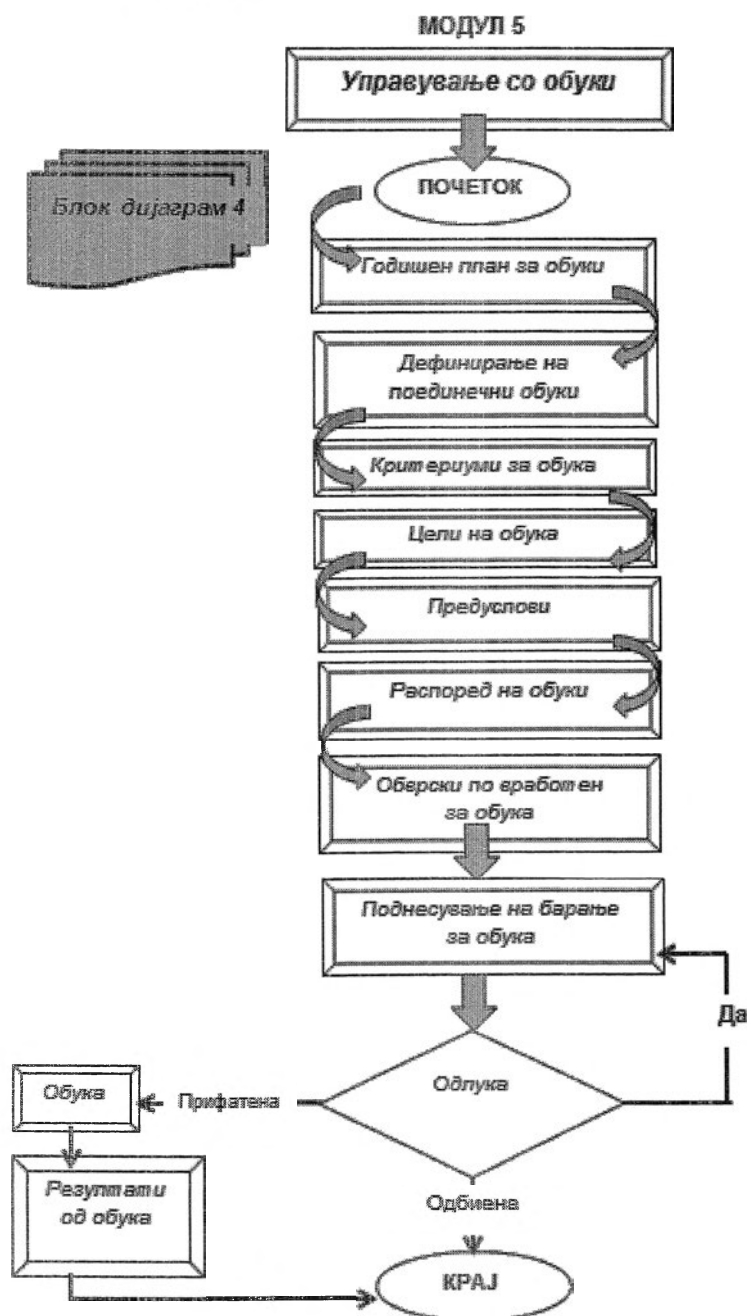 МОДУЛ 5
Управување со обуки
ПОЧЕТОК
Блок дијаграм 4
Годишен план за обуки
Дефинирање на
поединечни обуки
Критериуми за обука
Цели на обука
Предуслови
Распоред на обуки
Обврски по вработен
за обука
Поднесување на барање
за обука
Да
Одлука
Обука
Прифатена
Резултати
од обука
Одбиена
КРАЈ